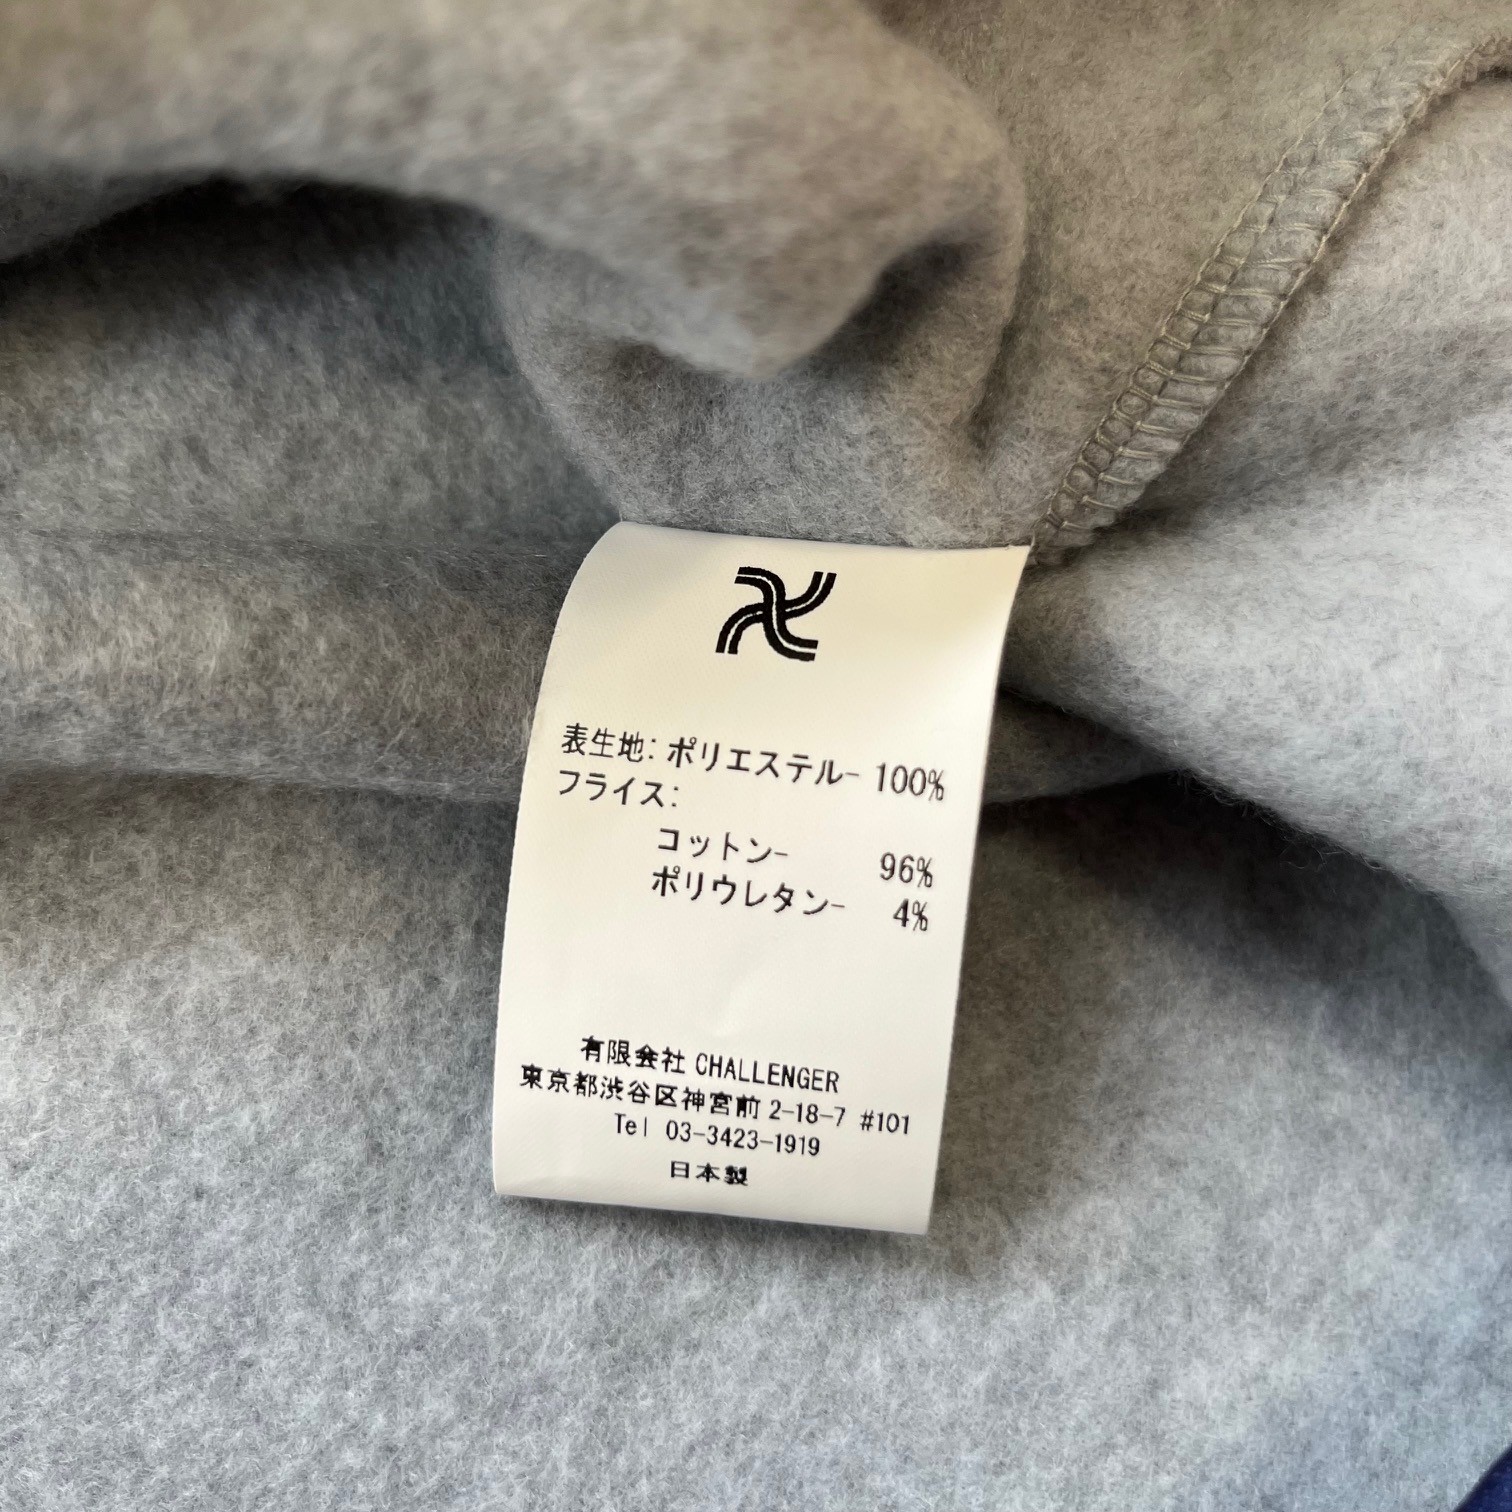 表生地: ポリエステル- 100%
フライス:
コットン- 96%
ポリウレタン- 4%
有限会社 CHALLENGER
東京都渋谷区神宮前 2-18-7 #101
Tel 03-3423-1919
日本製